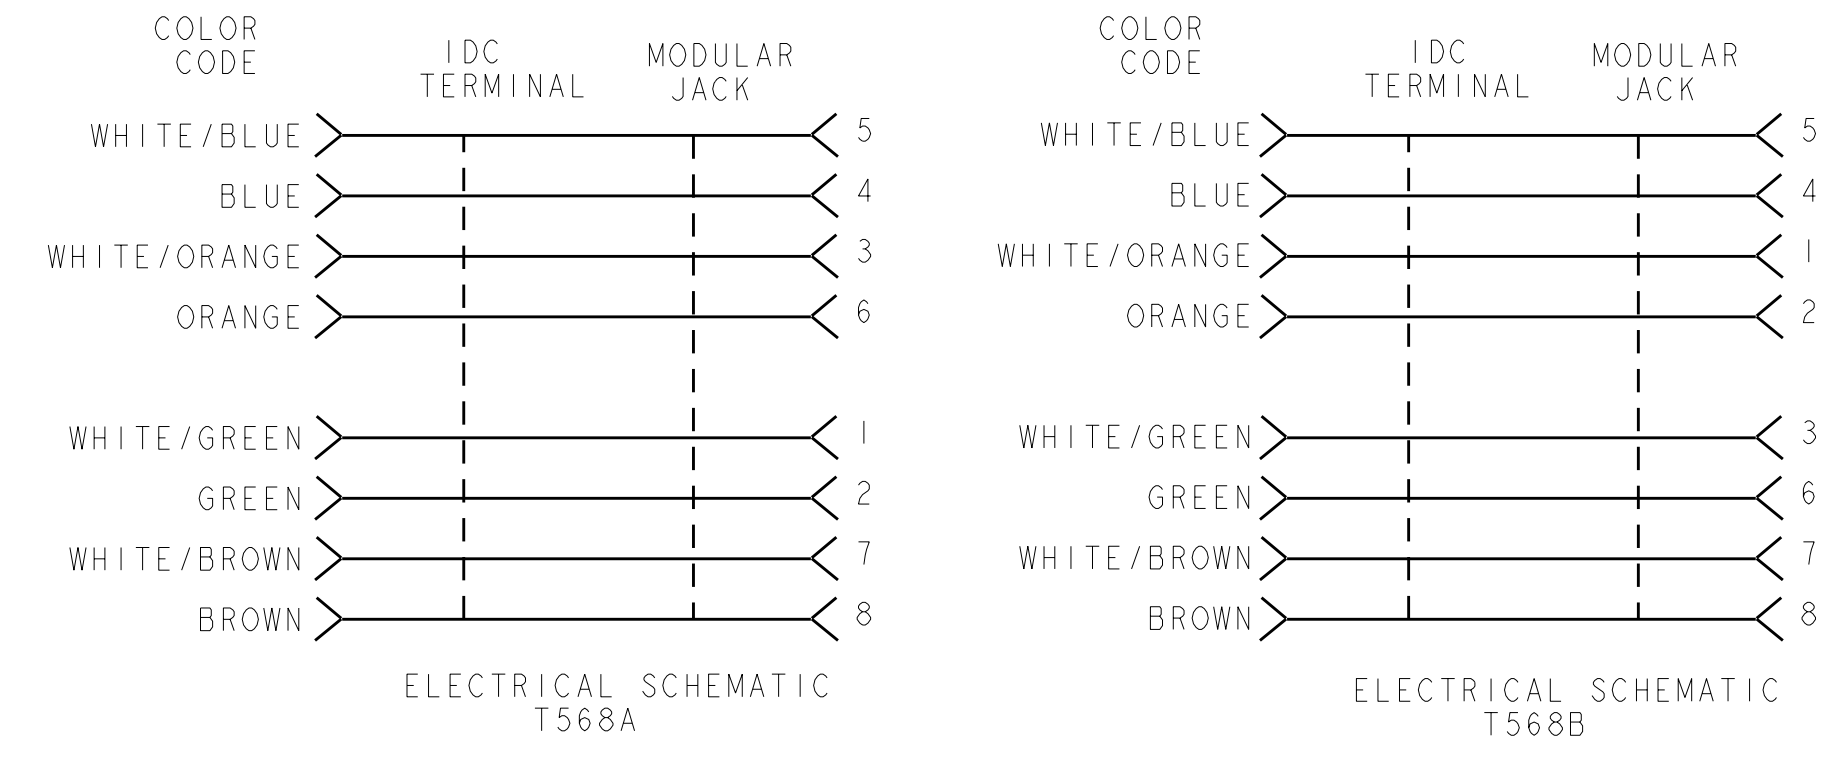 COLOR
CODE
IDC
TERMINAL
MODULAR
JACK
WHITE/BLUE 5
BLUE 4
WHITE/ORANGE 3
ORANGE 6
WHITE/GREEN 1
GREEN 2
WHITE/BROWN 7
BROWN 8
ELECTRICAL SCHEMATIC
T568A
COLOR
CODE
IDC
TERMINAL
MODULAR
JACK
WHITE/BLUE 5
BLUE 4
WHITE/ORANGE 1
ORANGE 2
WHITE/GREEN 3
GREEN 6
WHITE/BROWN 7
BROWN 8
ELECTRICAL SCHEMATIC
T568B